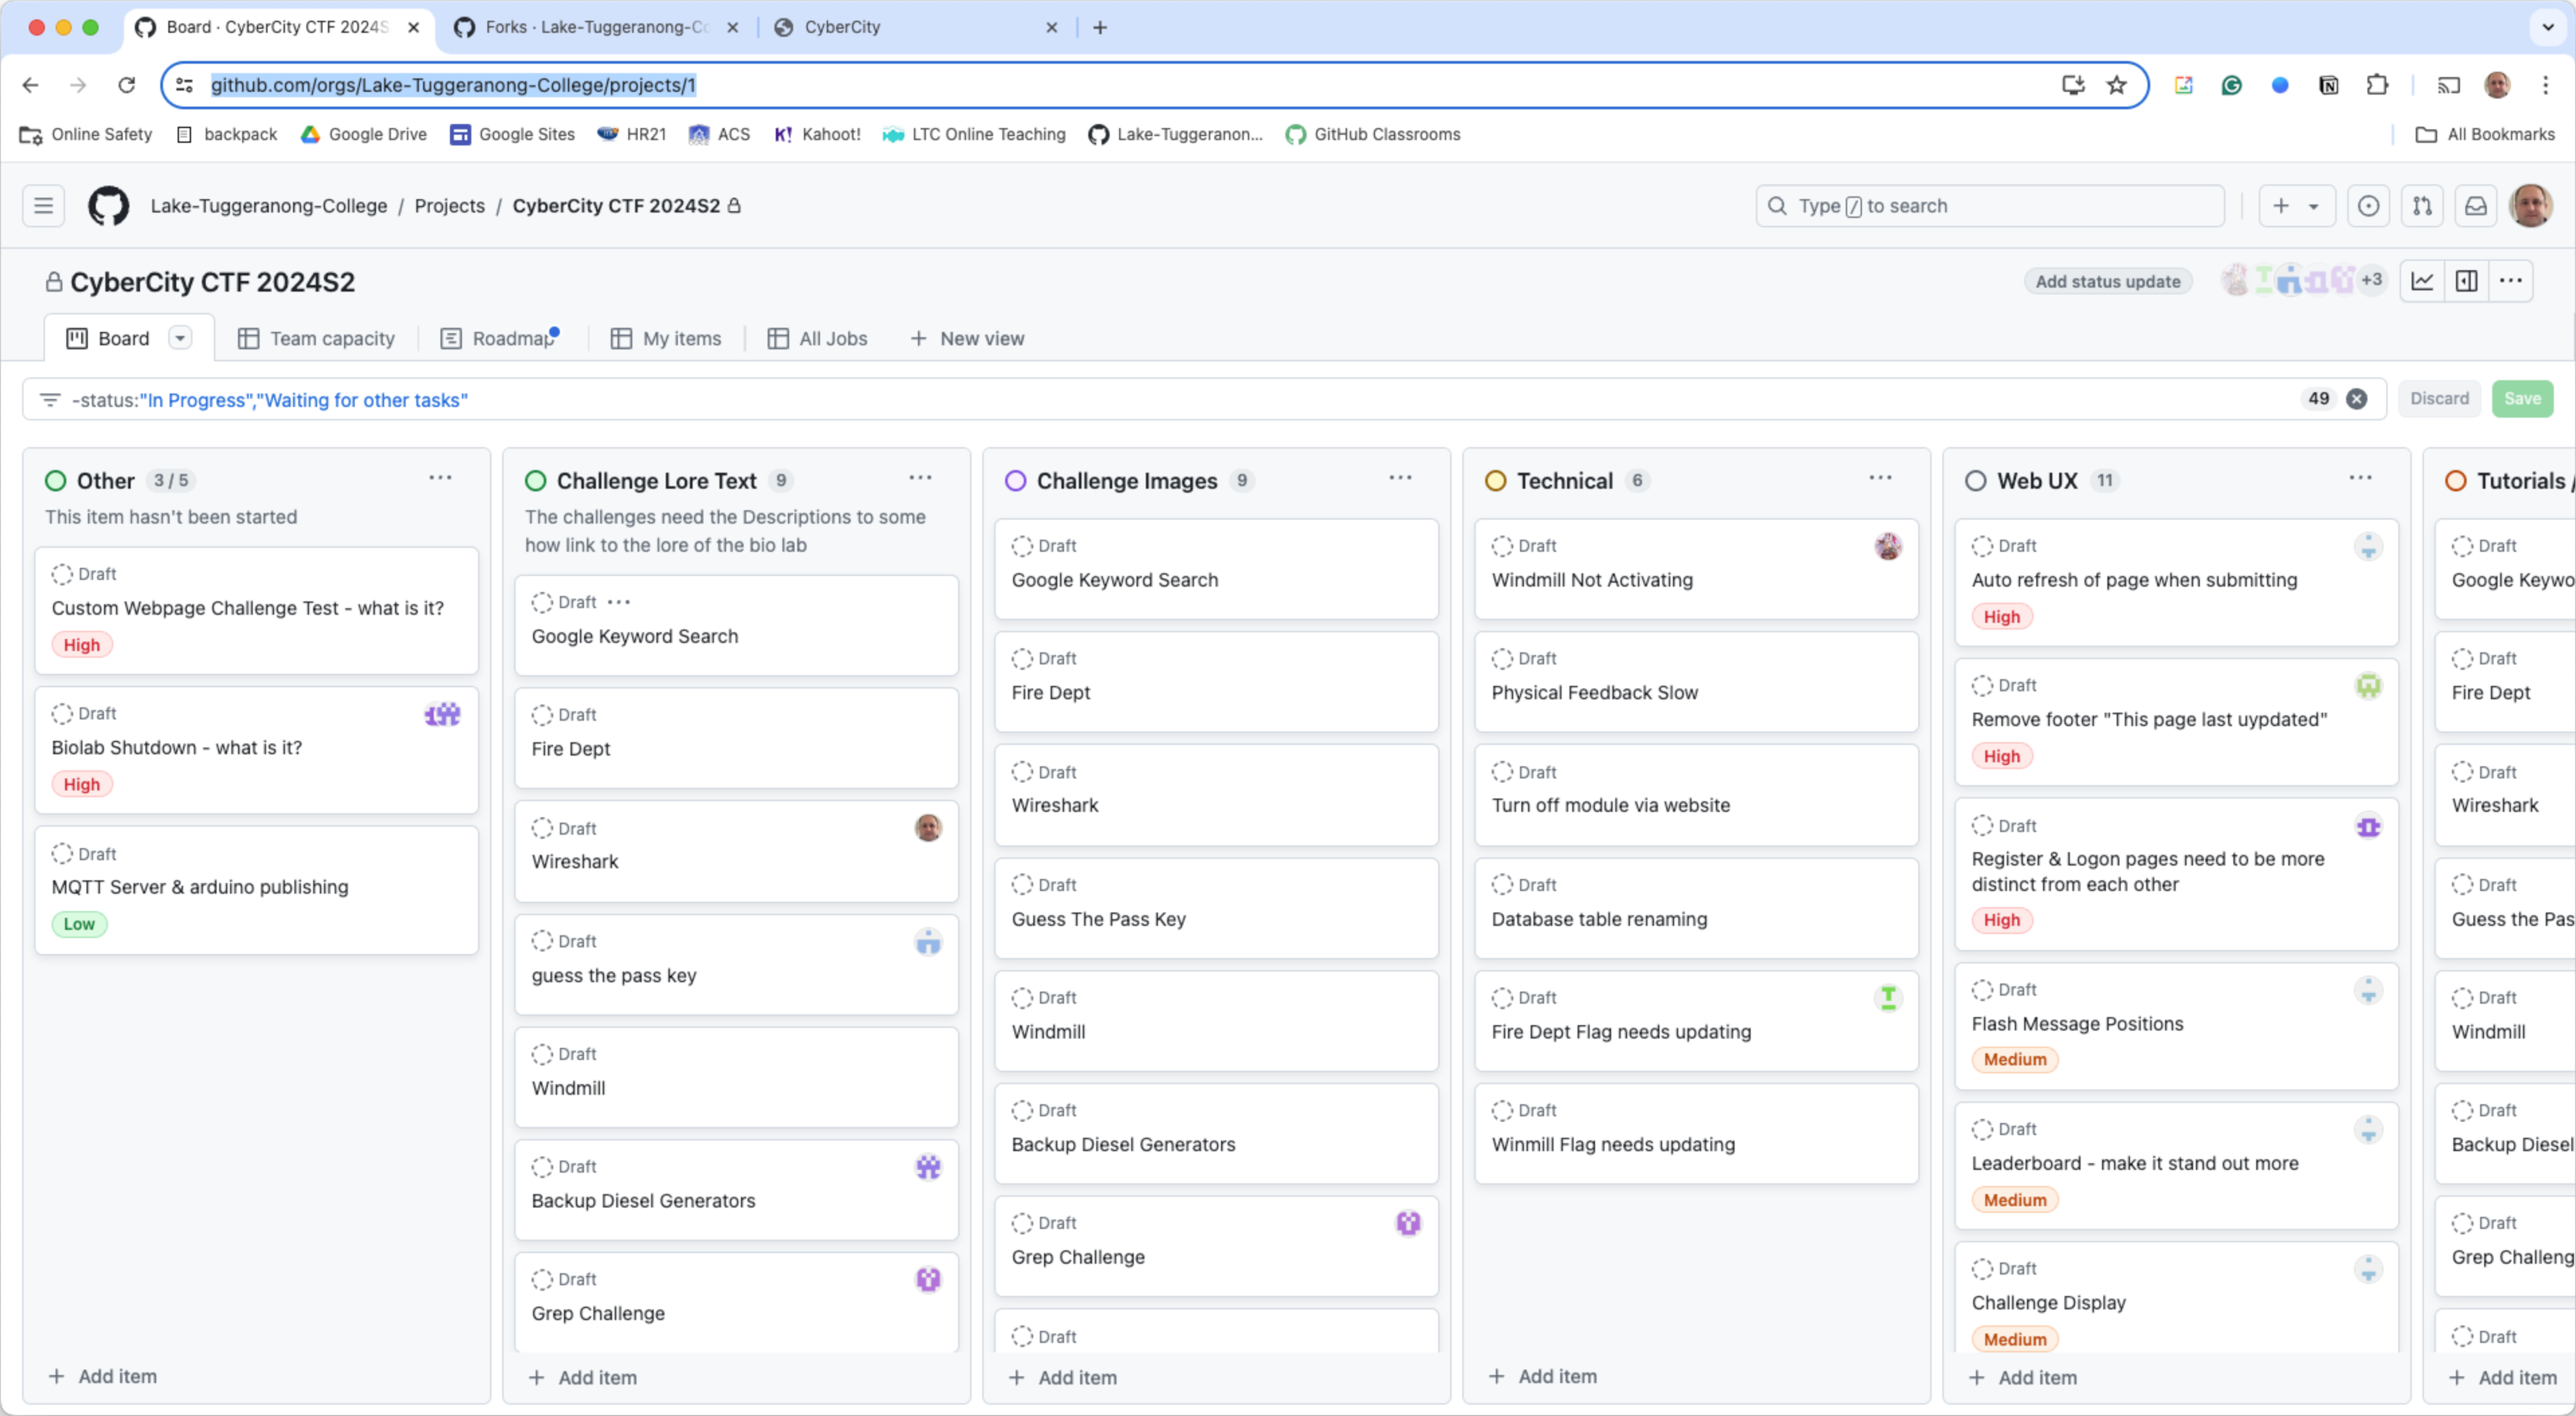 Board · CyberCity CTF 2024S
Forks · Lake-Tuggeranong-Co
CyberCity
github.com/orgs/Lake-Tuggeranong-College/projects/1
Online Safety
backpack
Google Drive
Google Sites
HR21
ACS
K! Kahoot!
LTC Online Teaching
Lake-Tuggeranon...
GitHub Classrooms
All Bookmarks
Lake-Tuggeranong-College / Projects / CyberCity CTF 2024S2
Type / to search
CyberCity CTF 2024S2
Add status update
+3
Board
Team capacity
Roadmap
My items
All Jobs
+ New view
-status:"In Progress","Waiting for other tasks"
49
Discard
Save
Other 3 / 5
This item hasn't been started
Draft
Custom Webpage Challenge Test - what is it?
High
Draft
Biolab Shutdown - what is it?
High
Draft
MQTT Server & arduino publishing
Low
+ Add item
Challenge Lore Text 9
The challenges need the Descriptions to some
how link to the lore of the bio lab
Draft
Google Keyword Search
Draft
Fire Dept
Draft
Wireshark
Draft
guess the pass key
Draft
Windmill
Draft
Backup Diesel Generators
Draft
Grep Challenge
+ Add item
Challenge Images 9
Draft
Google Keyword Search
Draft
Fire Dept
Draft
Wireshark
Draft
Guess The Pass Key
Draft
Windmill
Draft
Backup Diesel Generators
Draft
Grep Challenge
Draft
+ Add item
Technical 6
Draft
Windmill Not Activating
Draft
Physical Feedback Slow
Draft
Turn off module via website
Draft
Database table renaming
Draft
Fire Dept Flag needs updating
Draft
Winmill Flag needs updating
+ Add item
Web UX 11
Draft
Auto refresh of page when submitting
High
Draft
Remove footer "This page last uypdated"
High
Draft
Register & Logon pages need to be more
distinct from each other
High
Draft
Flash Message Positions
Medium
Draft
Leaderboard - make it stand out more
Medium
Draft
Challenge Display
Medium
+ Add item
Tutorials /
Draft
Google Keywo
Draft
Fire Dept
Draft
Wireshark
Draft
Guess the Pas
Draft
Windmill
Draft
Backup Diesel
Draft
Grep Challeng
Draft
+ Add item